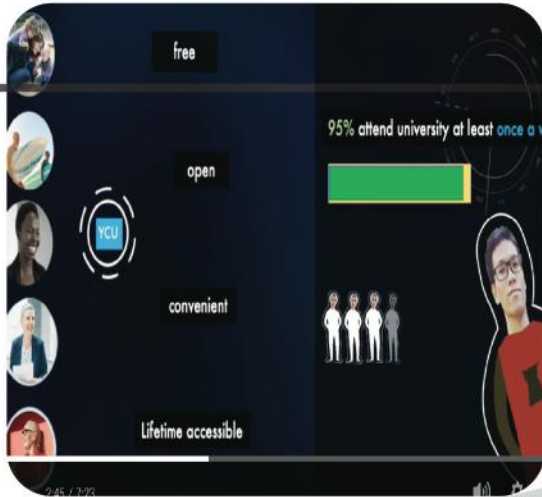 free
95% attend university at least once a
open
YCU
convenient
Lifetime accessible
2:45 / 7:23